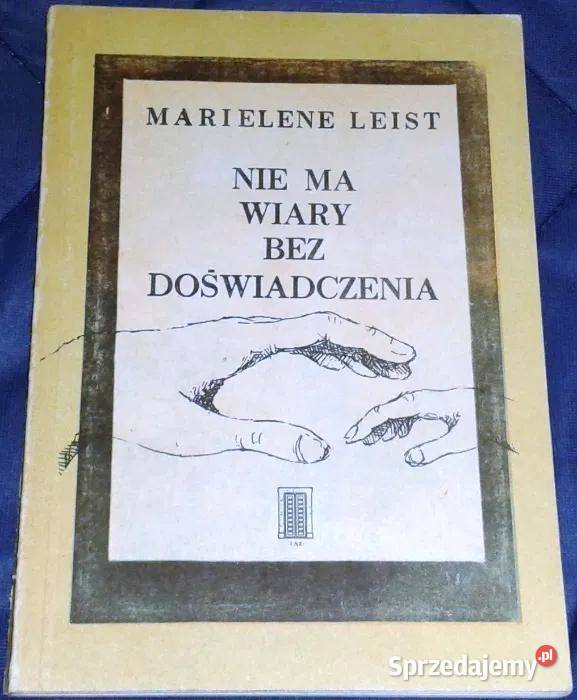 MARIELENE LEIST
NIE MA
WIARY
BEZ
DOŚWIADCZENIA
Sprzedajemy.pl